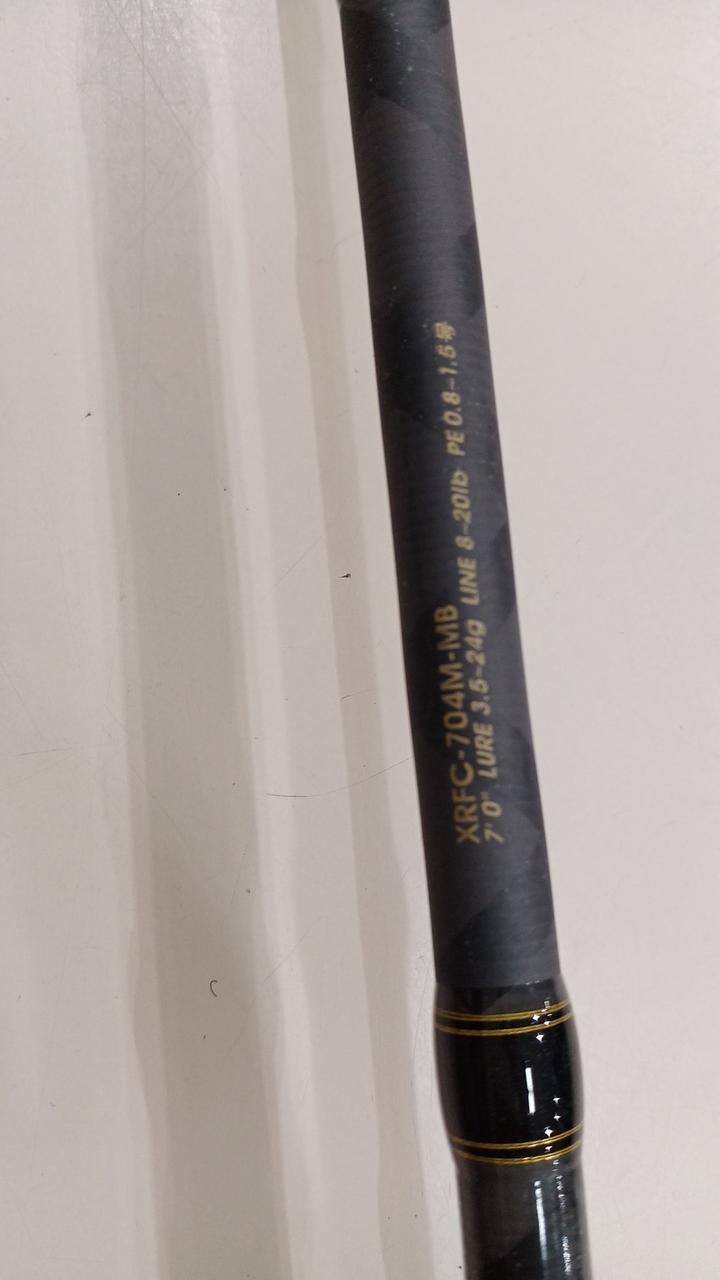 XRFC-704M-MB
7'0" LURE 3.5-24g LINE 8-20lb PE 0.8-1.5号